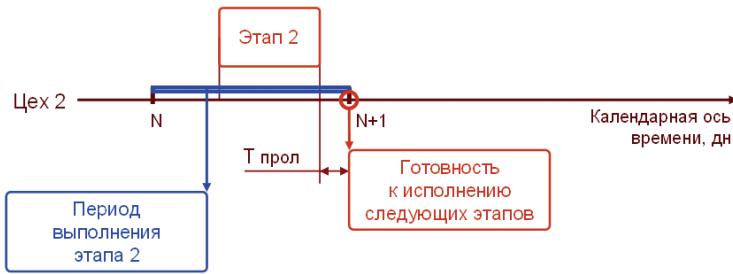 Этап 2
Цех 2
N
N+1
Календарная ось
времени, дн
Т прол
Готовность
к исполнению
следующих этапов
Период
выполнения
этапа 2